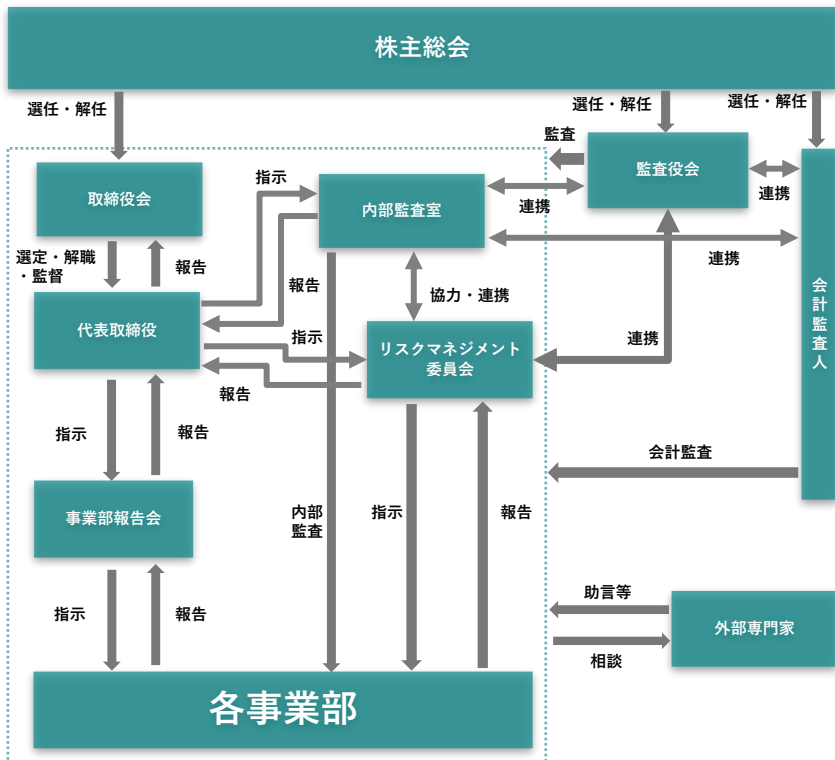 株主総会
選任・解任
選任・解任
選任・解任
監査
監査役会
取締役会
指示
内部監査室
連携
連携
選定・解職
・監督
報告
報告
連携
会計監査人
協力・連携
代表取締役
指示
リスクマネジメント
委員会
連携
報告
指示
報告
会計監査
事業部報告会
内部
監査
指示
報告
指示
報告
助言等
外部専門家
相談
各事業部